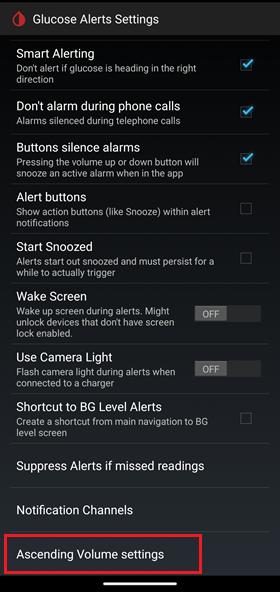 Glucose Alerts Settings
Smart Alerting
Don't alert if glucose is heading in the right
direction
Don't alarm during phone calls
Alarms silenced during telephone calls
Buttons silence alarms
Pressing the volume up or down button will
snooze an active alarm when in the app
Alert buttons
Show action buttons (like Snooze) within alert
notifications
Start Snoozed
Alerts start out snoozed and must persist for a
while to actually trigger
Wake Screen
Wake up screen during alerts. Might
unlock devices that don't have screen
lock enabled.
OFF
Use Camera Light
Flash camera light during alerts when
connected to a charger
OFF
Shortcut to BG Level Alerts
Create a shortcut from main navigation to BG
level screen
Suppress Alerts if missed readings
Notification Channels
Ascending Volume settings